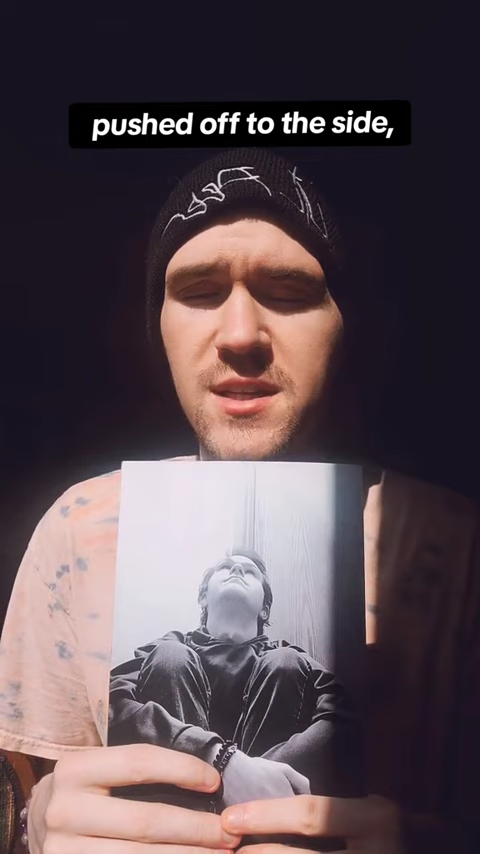 pushed off to the side,